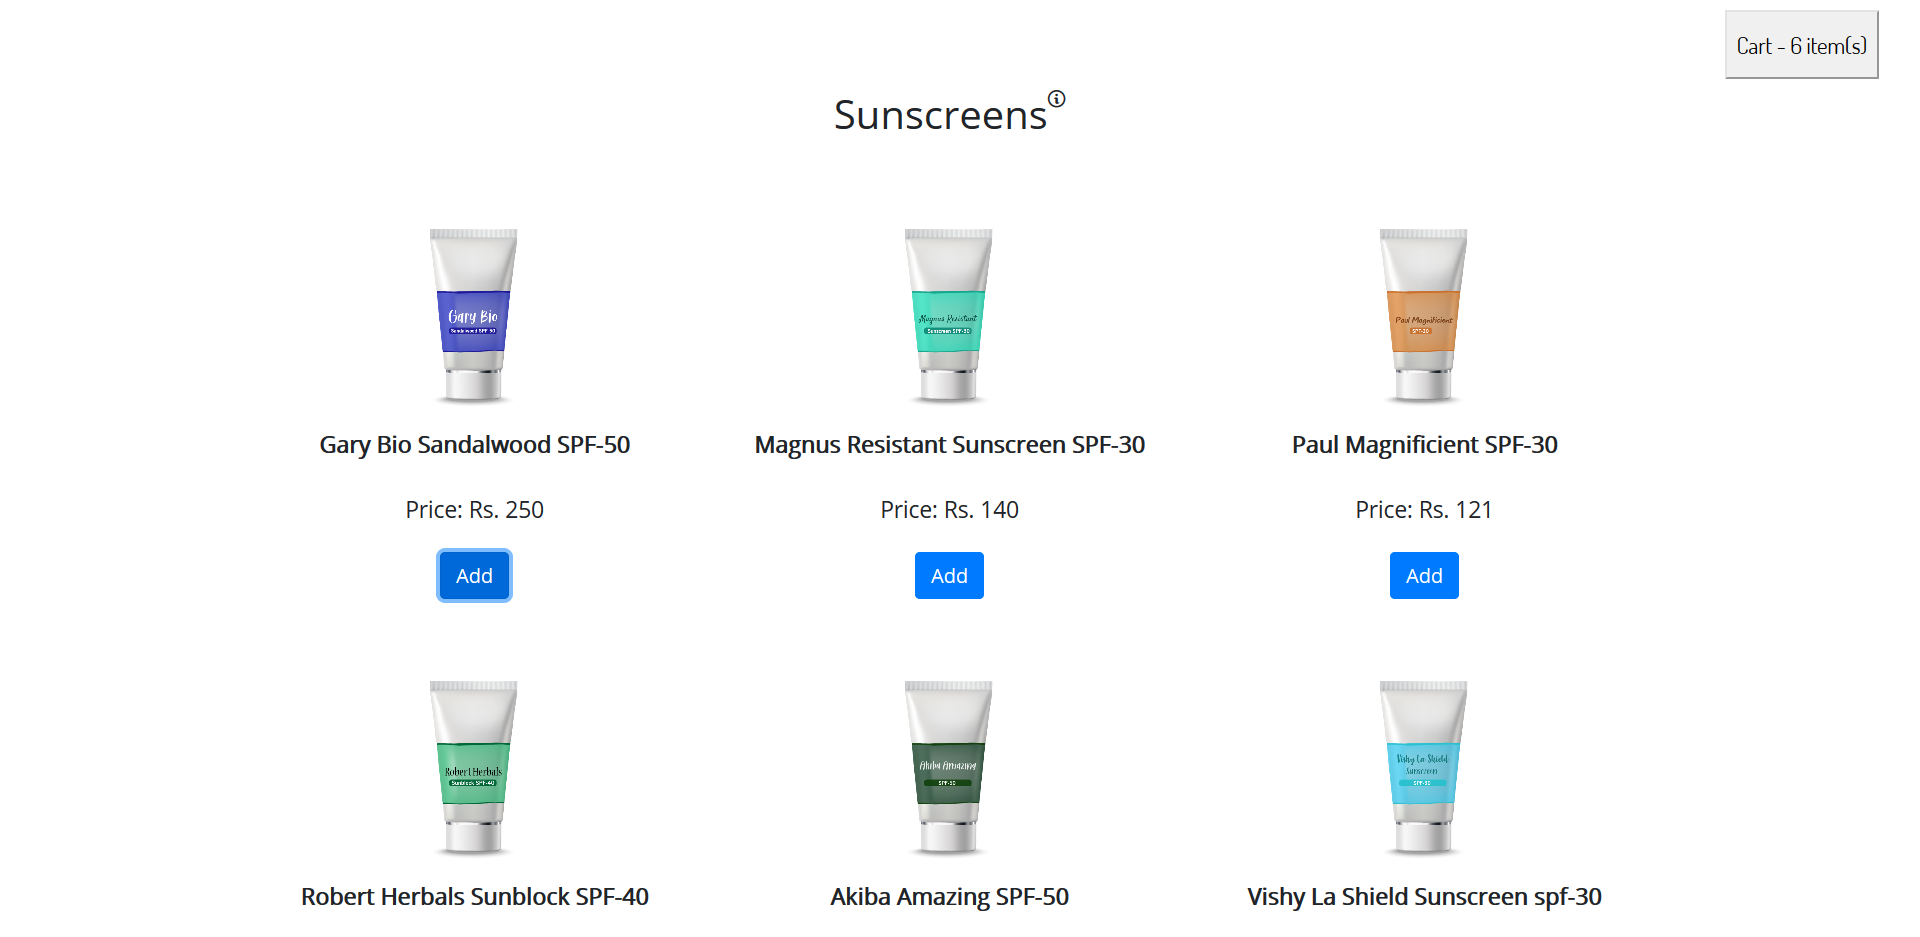 Cart - 6 item(s)
Sunscreens
Gary Bio
Sandalwood SPF-50
Magnus Resistant
Sunscreen SPF-30
Paul Magnificient
SPF-30
Gary Bio Sandalwood SPF-50
Magnus Resistant Sunscreen SPF-30
Paul Magnificient SPF-30
Price: Rs. 250
Price: Rs. 140
Price: Rs. 121
Add
Add
Add
Robert Herbals
Sunblock SPF-40
Akiba Amazing
SPF-50
Vishy La Shield
Sunscreen
SPF-30
Robert Herbals Sunblock SPF-40
Akiba Amazing SPF-50
Vishy La Shield Sunscreen spf-30